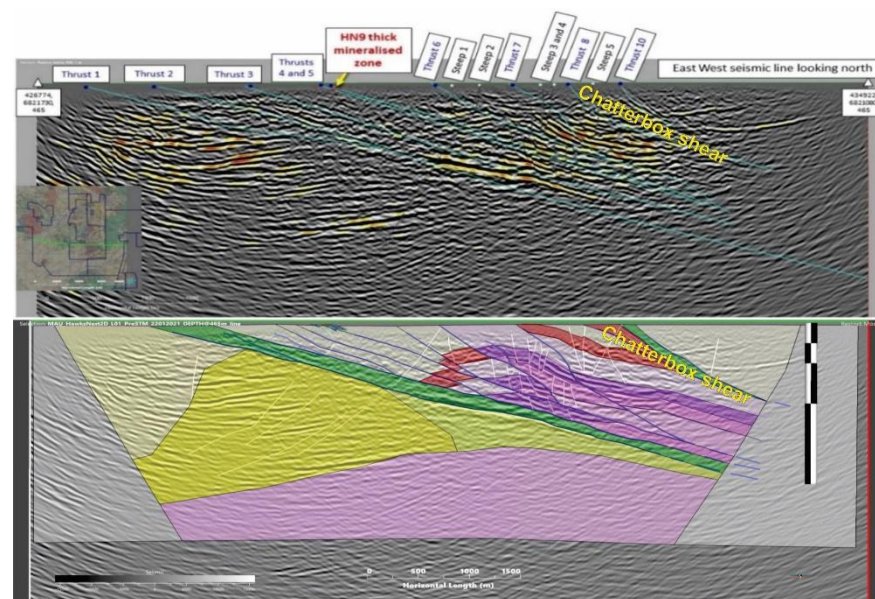 HN9 thick
mineralised
zone
Thrust 1
Thrust 2
Thrust 3
Thrusts
4 and 5
Thrust 6
Steep 1
Steep 2
Thrust 7
Steep 3 and 4
Thrust 8
Steep 5
Thrust 10
East West seismic line looking north
426774,
6821730,
465
465
Chatterbox shear
Chatterbox shear
0 500 1000 1500
Horizontal Length (m)